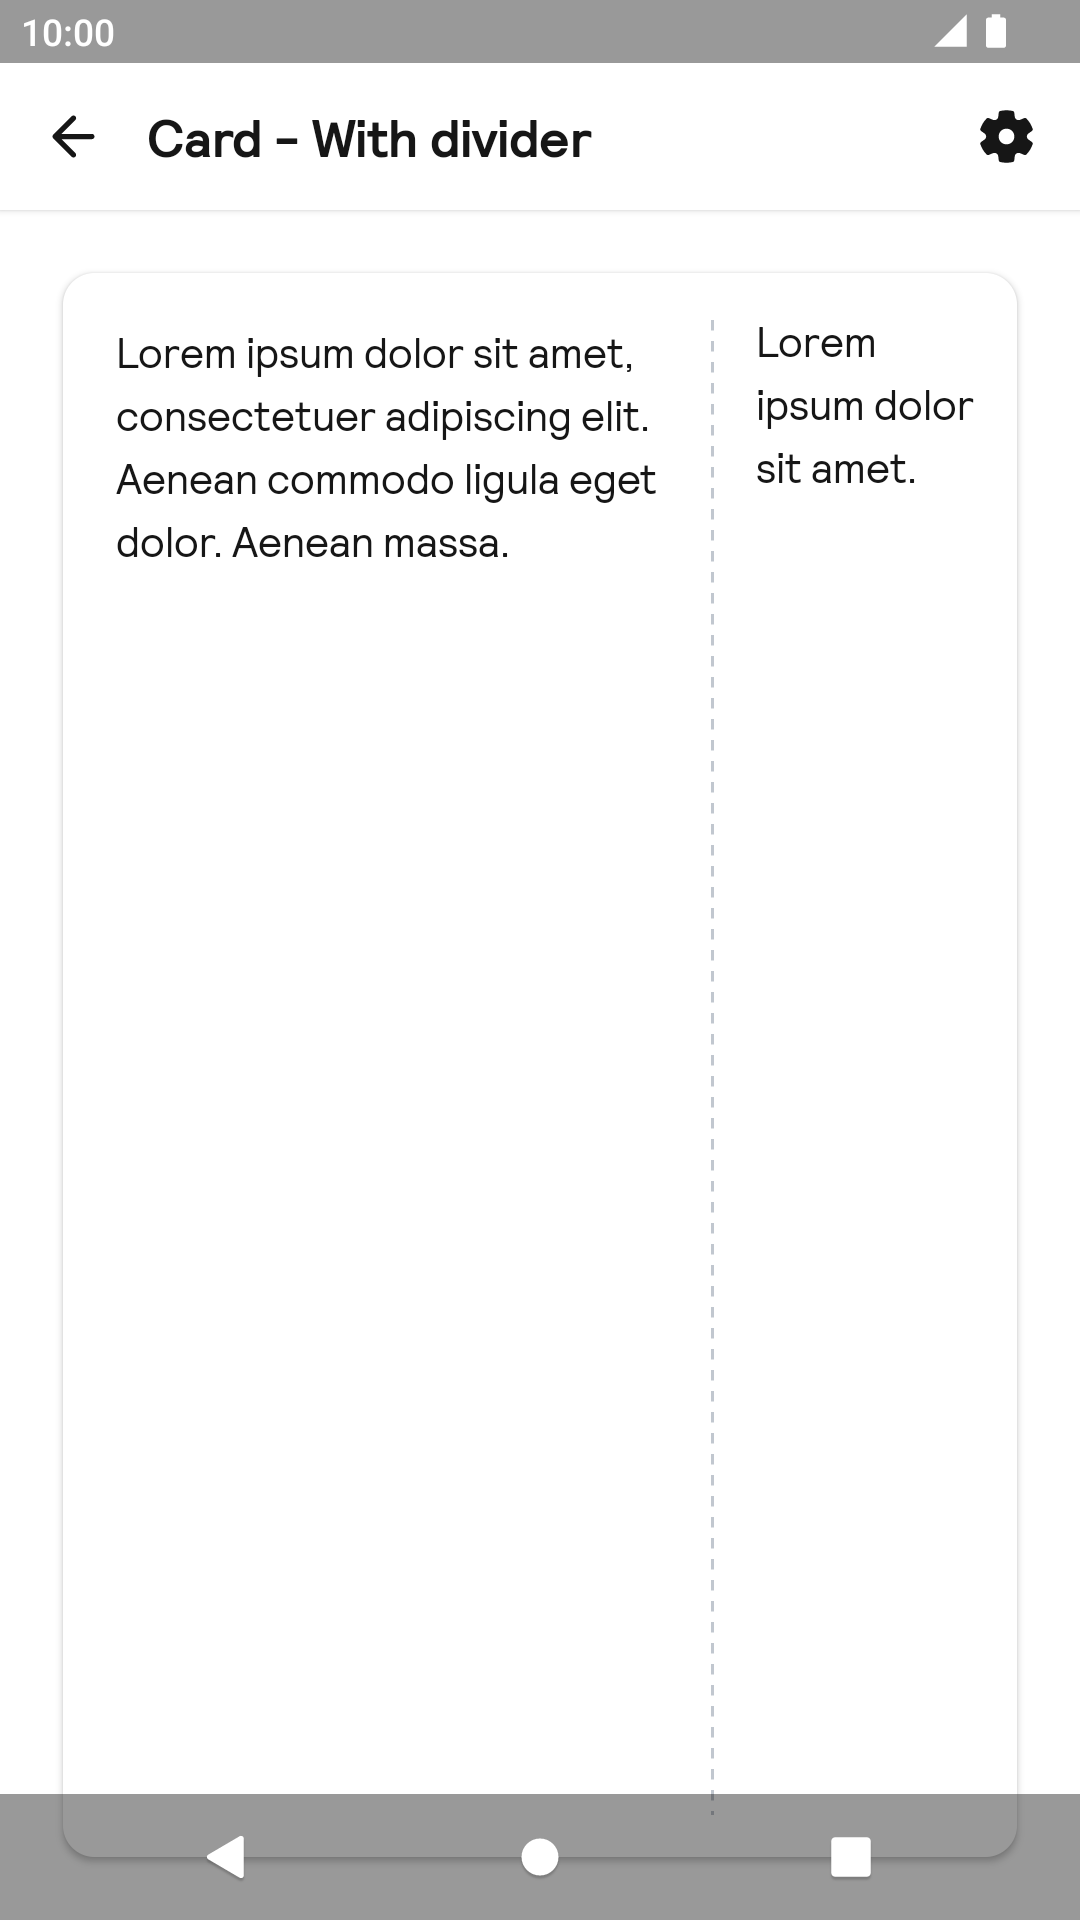 10:00
Card - With divider
Lorem ipsum dolor sit amet,
consectetuer adipiscing elit.
Aenean commodo ligula eget
dolor. Aenean massa.
Lorem
ipsum dolor
sit amet.